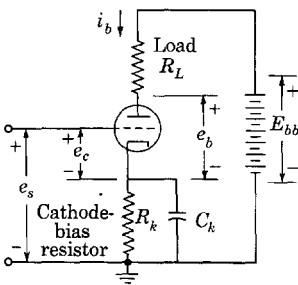 i_b
Load
R_L
+
+
+
+
E_bb
e_c
e_b
-
-
-
e_s
Cathode-
bias
resistor
R_k
C_k
-